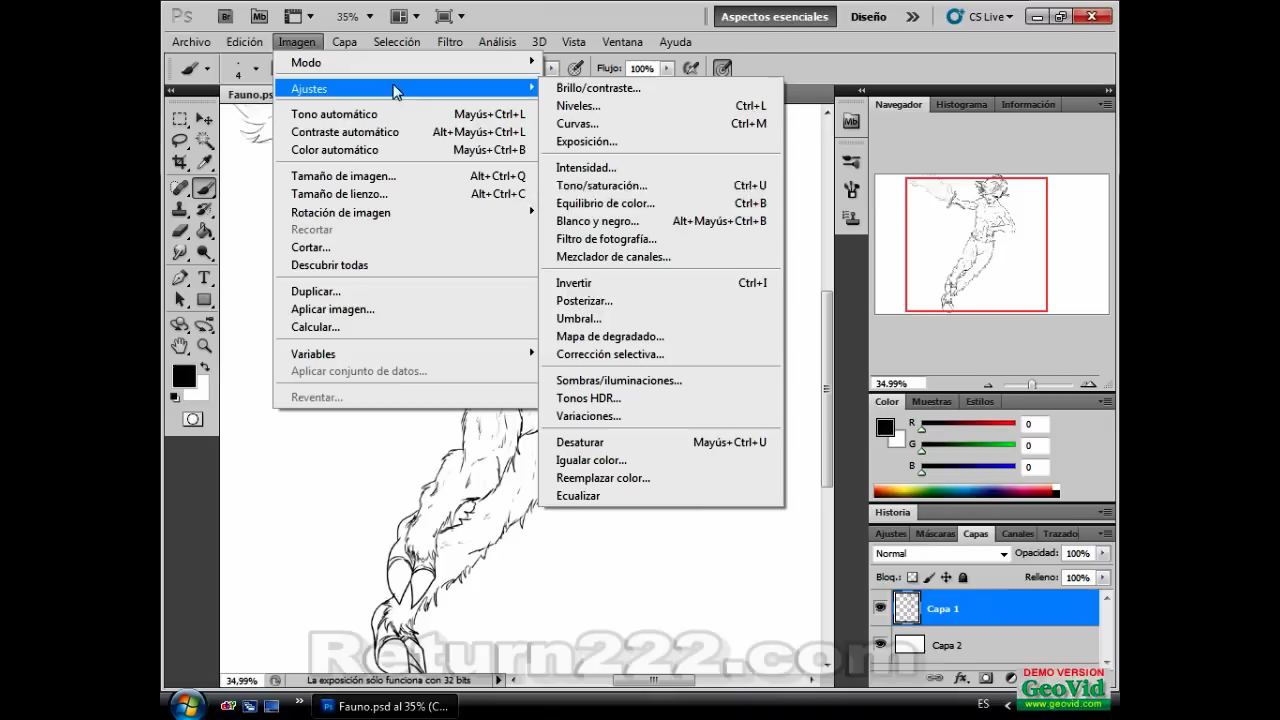 Ps Br Mb 35% Aspectos esenciales Diseño CS Live
Archivo Edición Imagen Capa Selección Filtro Análisis 3D Vista Ventana Ayuda
4 Flujo: 100%
Fauno.ps
Modo
Ajustes
Tono automático Mayús+Ctrl+L
Contraste automático Alt+Mayús+Ctrl+L
Color automático Mayús+Ctrl+B
Tamaño de imagen... Alt+Ctrl+Q
Tamaño de lienzo... Alt+Ctrl+C
Rotación de imagen
Recortar
Cortar...
Descubrir todas
Duplicar...
Aplicar imagen...
Calcular...
Variables
Aplicar conjunto de datos...
Reventar...
Brillo/contraste...
Niveles... Ctrl+L
Curvas... Ctrl+M
Exposición...
Intensidad...
Tono/saturación... Ctrl+U
Equilibrio de color... Ctrl+B
Blanco y negro... Alt+Mayús+Ctrl+B
Filtro de fotografía...
Mezclador de canales...
Invertir Ctrl+I
Posterizar...
Umbral...
Mapa de degradado...
Corrección selectiva...
Sombras/iluminaciones...
Tonos HDR...
Variaciones...
Desaturar Mayús+Ctrl+U
Igualar color...
Reemplazar color...
Ecualizar
Mb
Navegador Histograma Información
34.99%
Color Muestras Estilos
R 0
G 0
B 0
Historia
Ajustes Máscaras Capas Canales Trazado
Normal Opacidad: 100%
Bloq.: Relleno: 100%
Capa 1
Capa 2
Return222.com
34,99% La exposición sólo funciona con 32 bits
DEMO VERSION
GeoVid
www.geovid.com
Fauno.psd al 35% (C...
ES